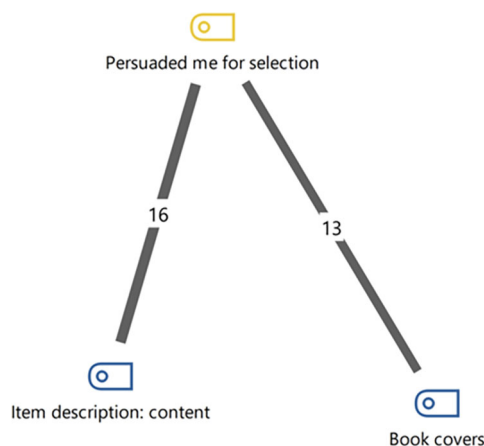 Persuaded me for selection
16
13
Item description: content
Book covers